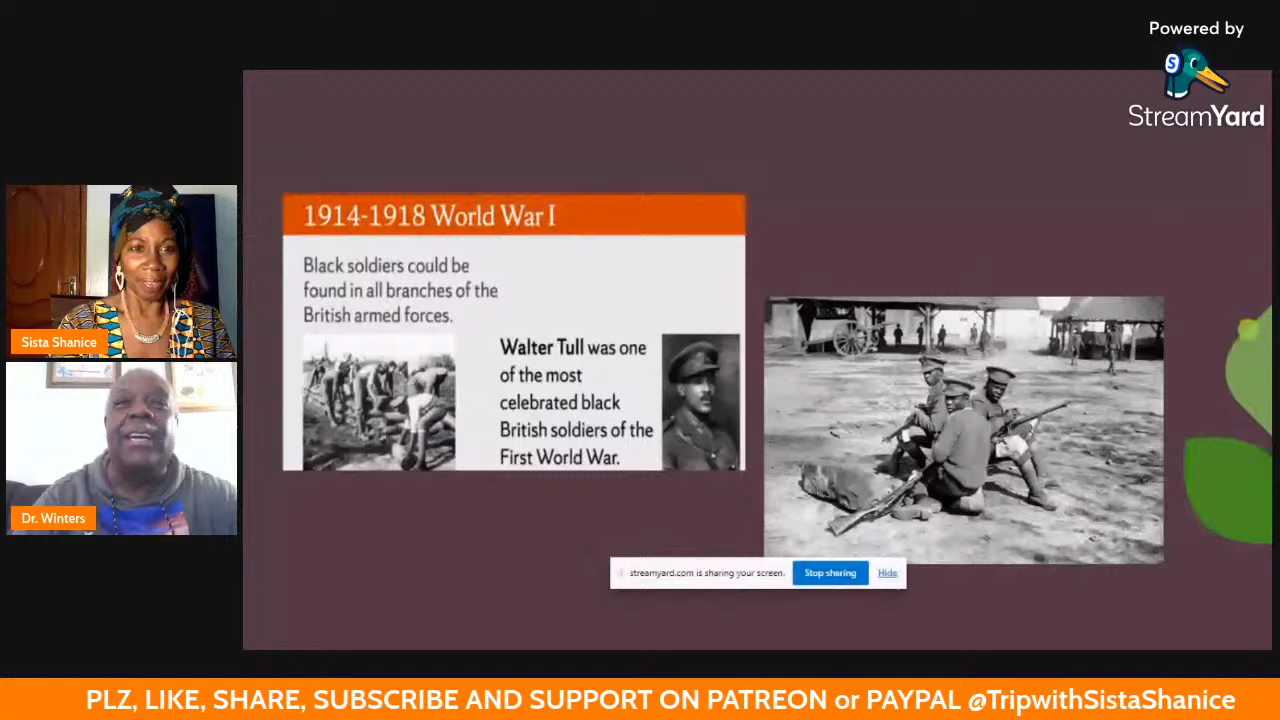 Powered by
S
StreamYard
1914-1918 World War I
Black soldiers could be
found in all branches of the
British armed forces.
Walter Tull was one
of the most
celebrated black
British soldiers of the
First World War.
Sista Shanice
Dr. Winters
streamyard.com is sharing your screen.
Stop sharing
Hide
PLZ, LIKE, SHARE, SUBSCRIBE AND SUPPORT ON PATREON or PAYPAL @TripwithSistaShanice